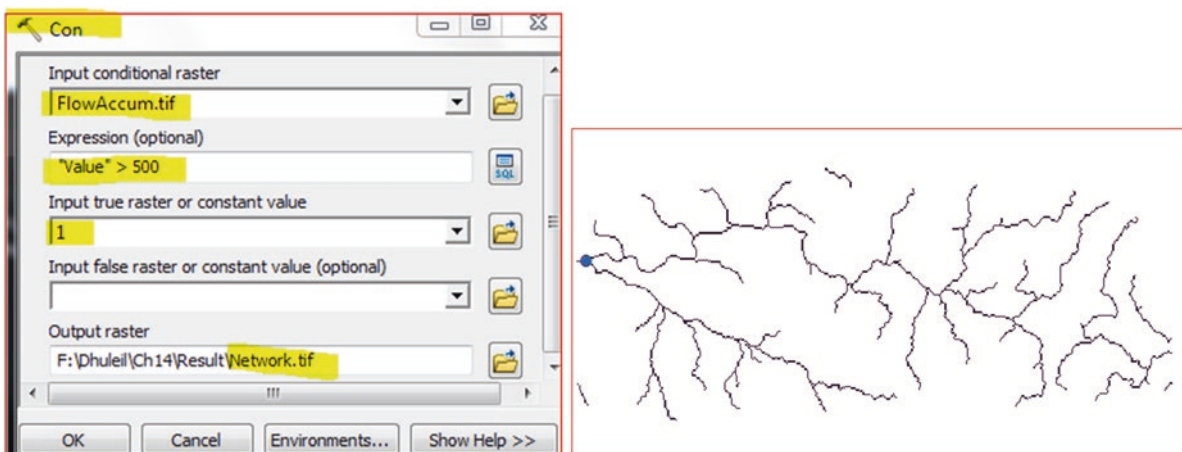 Con
Input conditional raster
FlowAccum.tif
Expression (optional)
"Value" > 500
SQL
Input true raster or constant value
1
Input false raster or constant value (optional)
Output raster
F:\Dhuleil\Ch14\Result\Network.tif
OK
Cancel
Environments...
Show Help >>